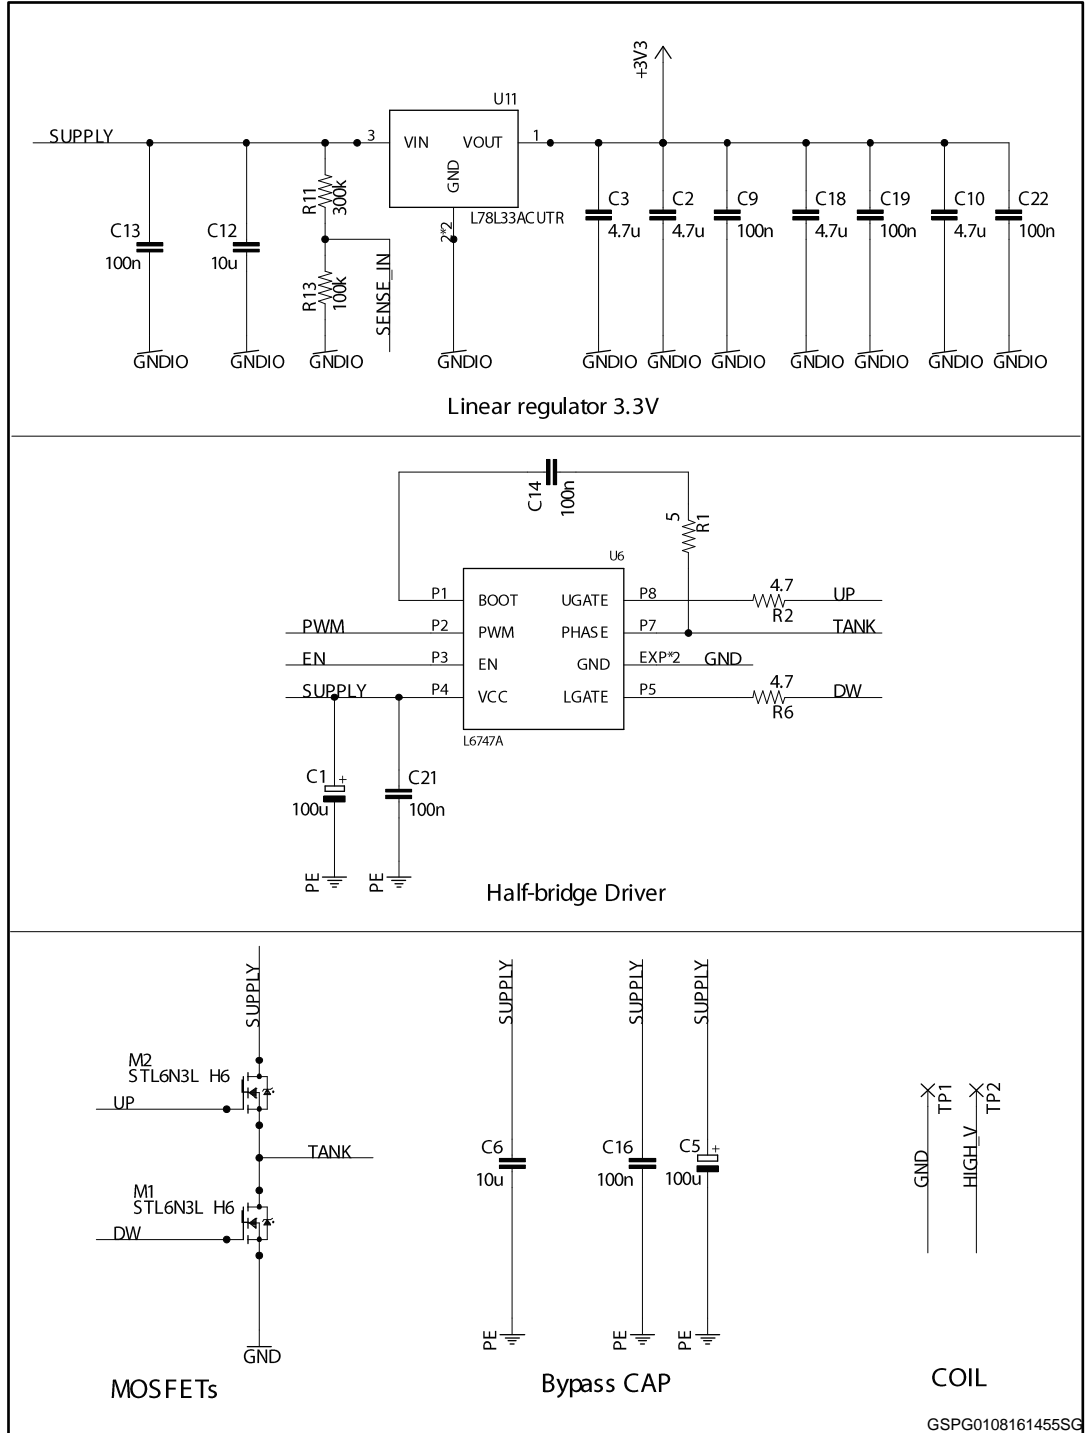 +3V3
U11
SUPPLY
3
VIN
VOUT
1
GND
L78L33ACUTR
2*2
R11
300k
C13
100n
C12
10u
R13
100k
SENSE_IN
C3
4.7u
C2
4.7u
C9
100n
C18
4.7u
C19
100n
C10
4.7u
C22
100n
GNDIO
GNDIO
GNDIO
GNDIO
GNDIO
GNDIO
GNDIO
GNDIO
GNDIO
GNDIO
GNDIO
Linear regulator 3.3V
C14
100n
5
R1
U6
P1
BOOT
UGATE
P8
4.7
R2
UP
PWM
P2
PWM
PHASE
P7
TANK
EN
P3
EN
GND
EXP*2
GND
SUPPLY
P4
VCC
LGATE
P5
4.7
R6
DW
L6747A
C1
+
100u
C21
100n
PE
PE
Half-bridge Driver
SUPPLY
M2
STL6N3L H6
UP
TANK
M1
STL6N3L H6
DW
GND
MOSFETs
SUPPLY
SUPPLY
SUPPLY
C6
10u
C16
100n
C5
+
100u
PE
PE
PE
Bypass CAP
TP1
TP2
GND
HIGH_V
COIL
GSPG0108161455SG